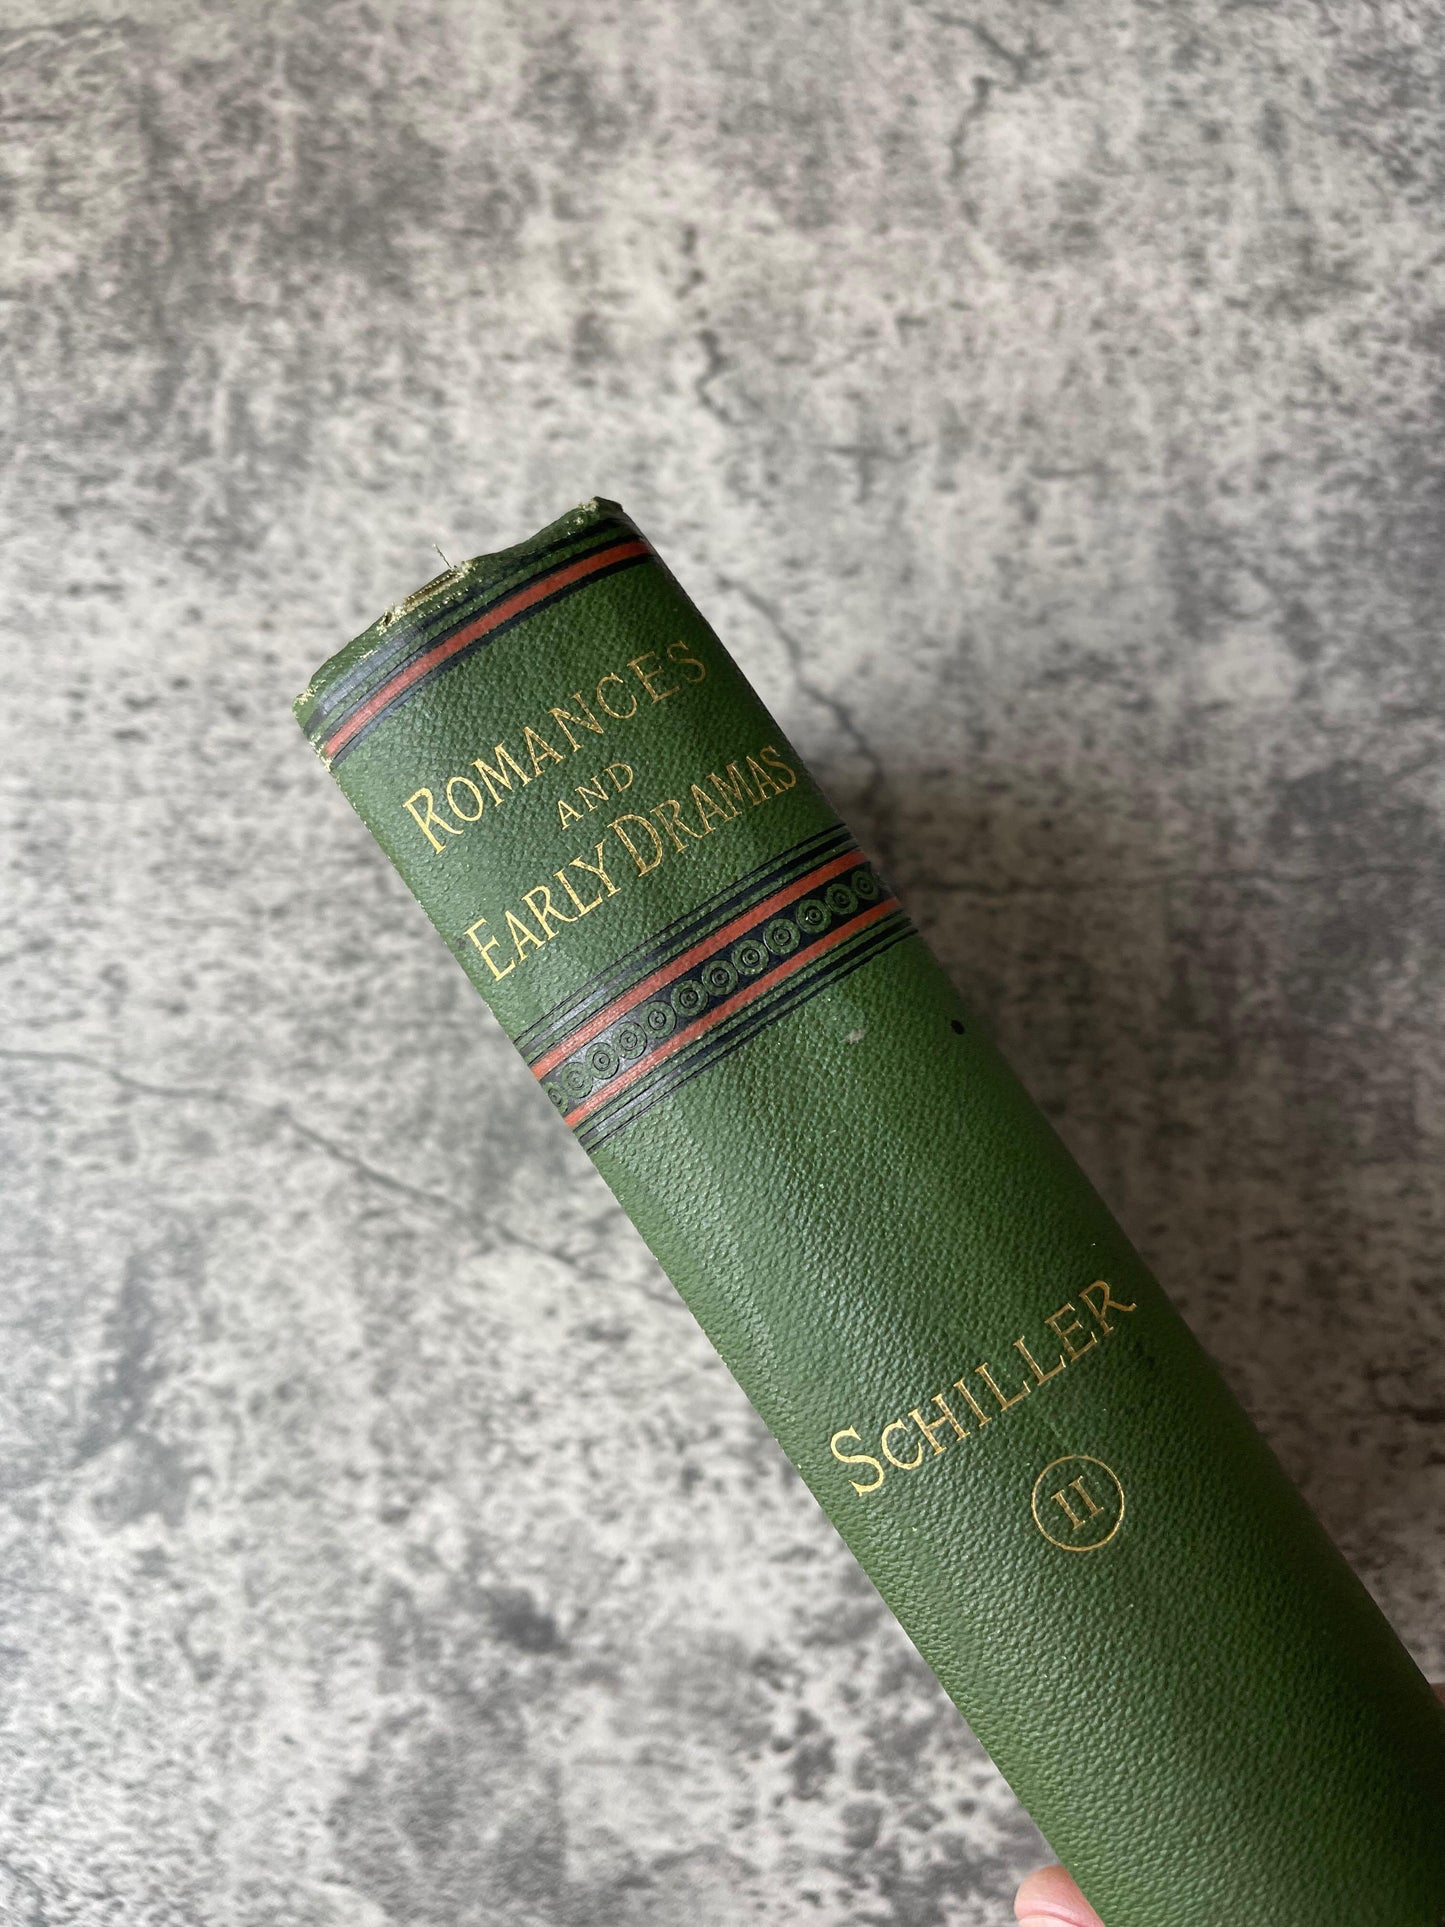 ROMANCES
AND
EARLY DRAMAS
SCHILLER
II